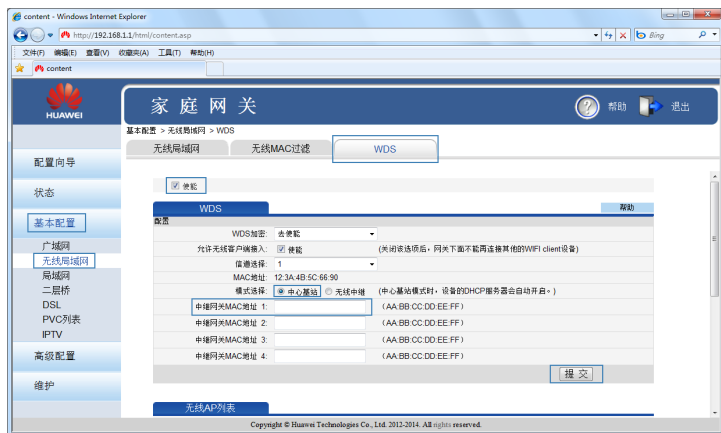 content - Windows Internet Explorer
http://192.168.1.1/html/content.asp
Bing
文件(F) 编辑(E) 查看(V) 收藏夹(A) 工具(T) 帮助(H)
content
HUAWEI
家庭网关
帮助
退出
基本配置 > 无线局域网 > WDS
无线局域网
无线MAC过滤
WDS
配置向导
状态
基本配置
广域网
无线局域网
局域网
二层桥
DSL
PVC列表
IPTV
高级配置
维护
使能
WDS
帮助
配置
WDS加密: 去使能
允许无线客户端接入: 使能 (关闭该选项后，网关下面不能再连接其他的WIFI client设备)
信道选择: 1
MAC地址: 12:3A:4B:5C:66:90
模式选择: 中心基站 无线中继 (中心基站模式时，设备的DHCP服务器会自动开启。)
中继网关MAC地址 1: (AA:BB:CC:DD:EE:FF)
中继网关MAC地址 2: (AA:BB:CC:DD:EE:FF)
中继网关MAC地址 3: (AA:BB:CC:DD:EE:FF)
中继网关MAC地址 4: (AA:BB:CC:DD:EE:FF)
提交
无线AP列表
Copyright © Huawei Technologies Co., Ltd. 2012-2014. All rights reserved.